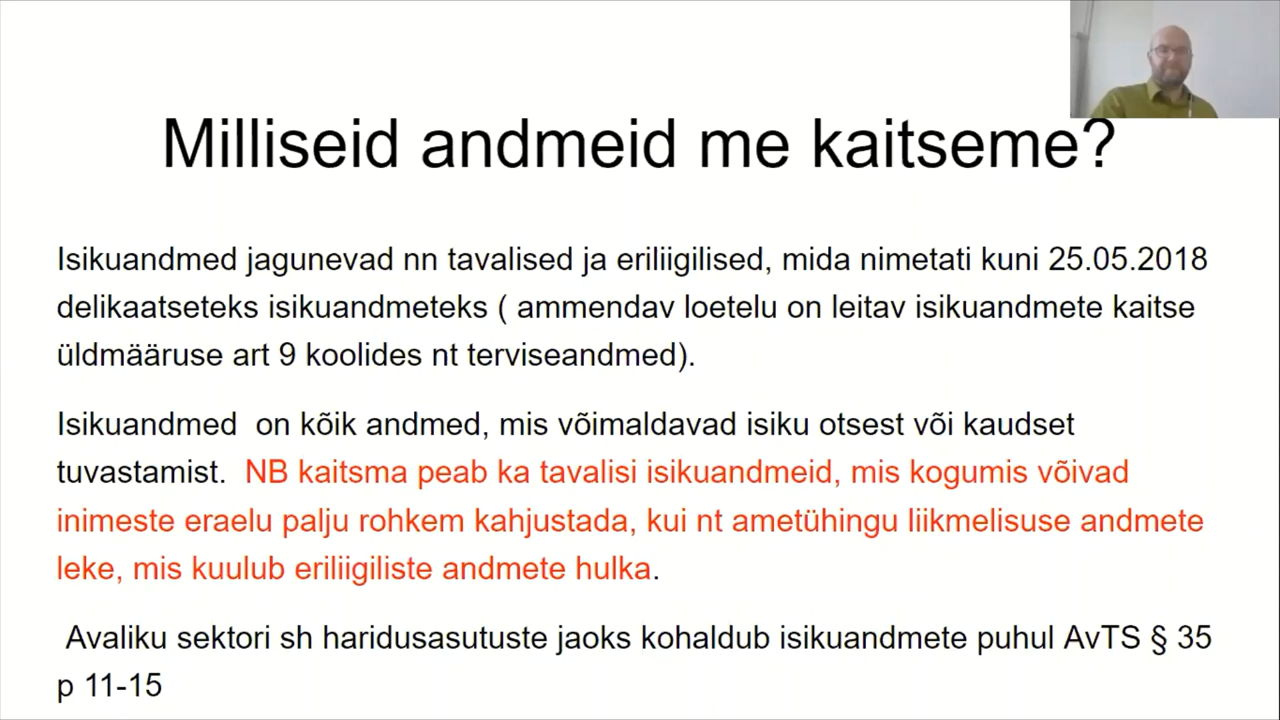 Milliseid andmeid me kaitseme?
Isikuandmed jagunevad nn tavalised ja eriliigilised, mida nimetati kuni 25.05.2018
delikaatseteks isikuandmeteks ( ammendav loetelu on leitav isikuandmete kaitse
üldmääruse art 9 koolides nt terviseandmed).
Isikuandmed on kõik andmed, mis võimaldavad isiku otsest või kaudset
tuvastamist. NB kaitsma peab ka tavalisi isikuandmeid, mis kogumis võivad
inimeste eraelu palju rohkem kahjustada, kui nt ametühingu liikmelisuse andmete
leke, mis kuulub eriliigiliste andmete hulka.
Avaliku sektori sh haridusasutuste jaoks kohaldub isikuandmete puhul AvTS § 35
p 11-15